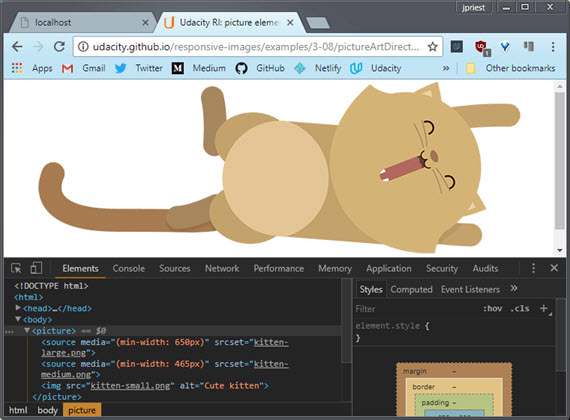 jpriest
localhost
Udacity RI: picture elem
udacity.github.io/responsive-images/examples/3-08/pictureArtDirect...
Apps Gmail Twitter Medium GitHub Netlify Udacity » Other bookmarks
1
Elements Console Sources Network Performance Memory Application Security Audits
<!DOCTYPE html>
<html>
<head>…</head>
<body>
... <picture> == $0
<source media="(min-width: 650px)" srcset="kitten-
large.png">
<source media="(min-width: 465px)" srcset="kitten-
medium.png">
<img src="kitten-small.png" alt="Cute kitten">
</picture>
html body picture
Styles Computed Event Listeners »
Filter :hov .cls +
element.style {
}
margin –
border –
padding –